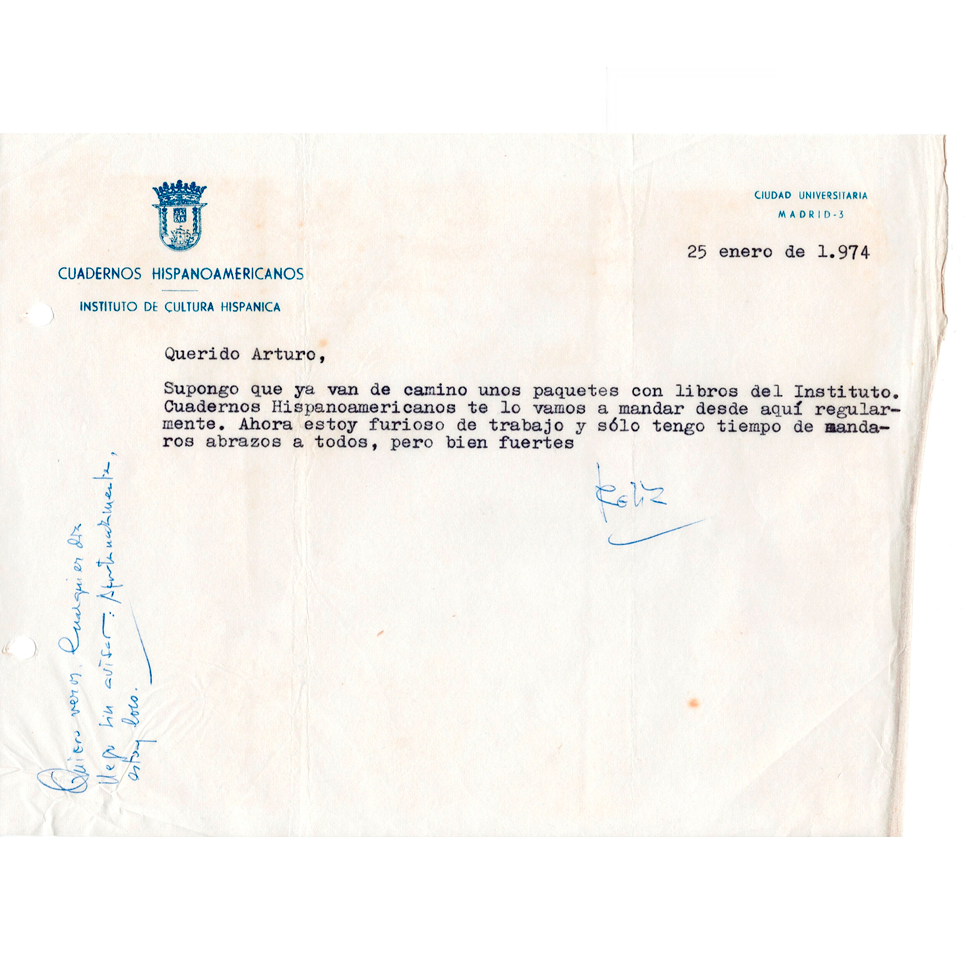 CUADERNOS HISPANOAMERICANOS
INSTITUTO DE CULTURA HISPANICA
CIUDAD UNIVERSITARIA
MADRID-3
25 enero de 1.974
Querido Arturo,
Supongo que ya van de camino unos paquetes con libros del Instituto.
Cuadernos Hispanoamericanos te lo vamos a mandar desde aquí regular-
mente. Ahora estoy furioso de trabajo y sólo tengo tiempo de manda-
ros abrazos a todos, pero bien fuertes
Félix
Quiero veros. Cualquier día
llego sin avisar. Afortunadamente,
estoy loco.